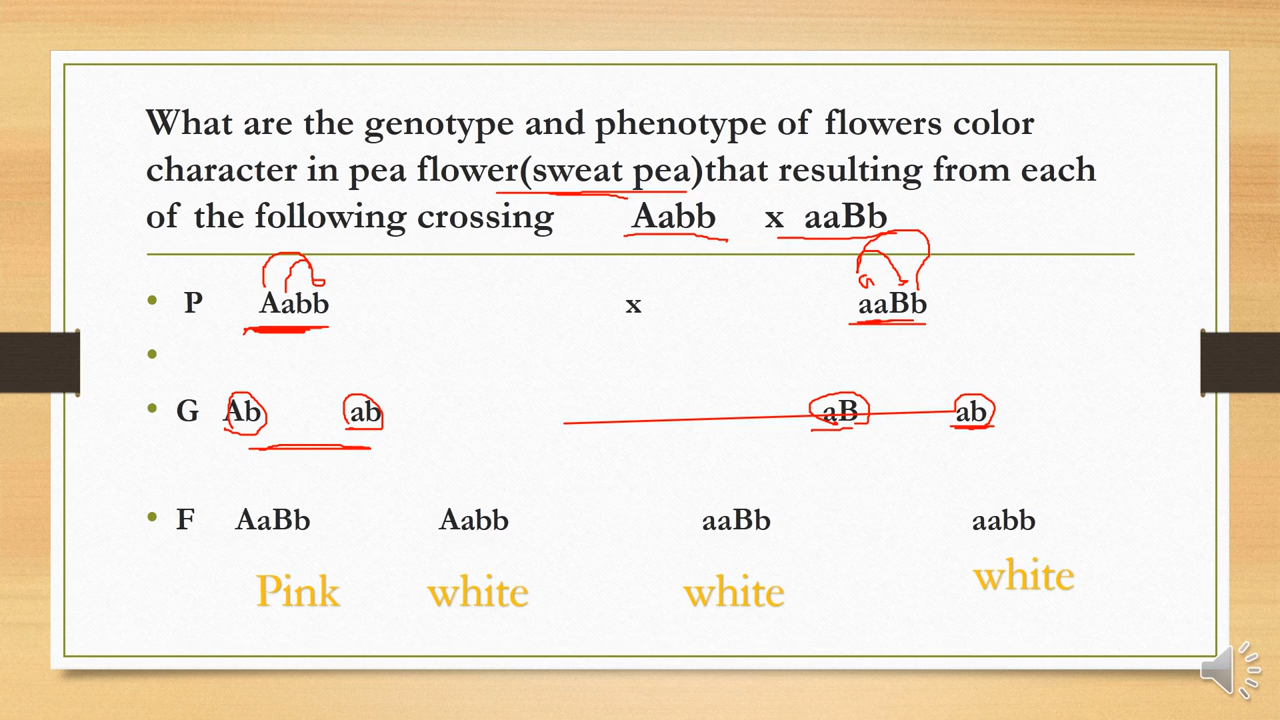 What are the genotype and phenotype of flowers color
character in pea flower(sweat pea)that resulting from each
of the following crossing Aabb x aaBb
P Aabb x aaBb
G Ab ab aB ab
F AaBb Aabb aaBb aabb
Pink white white white